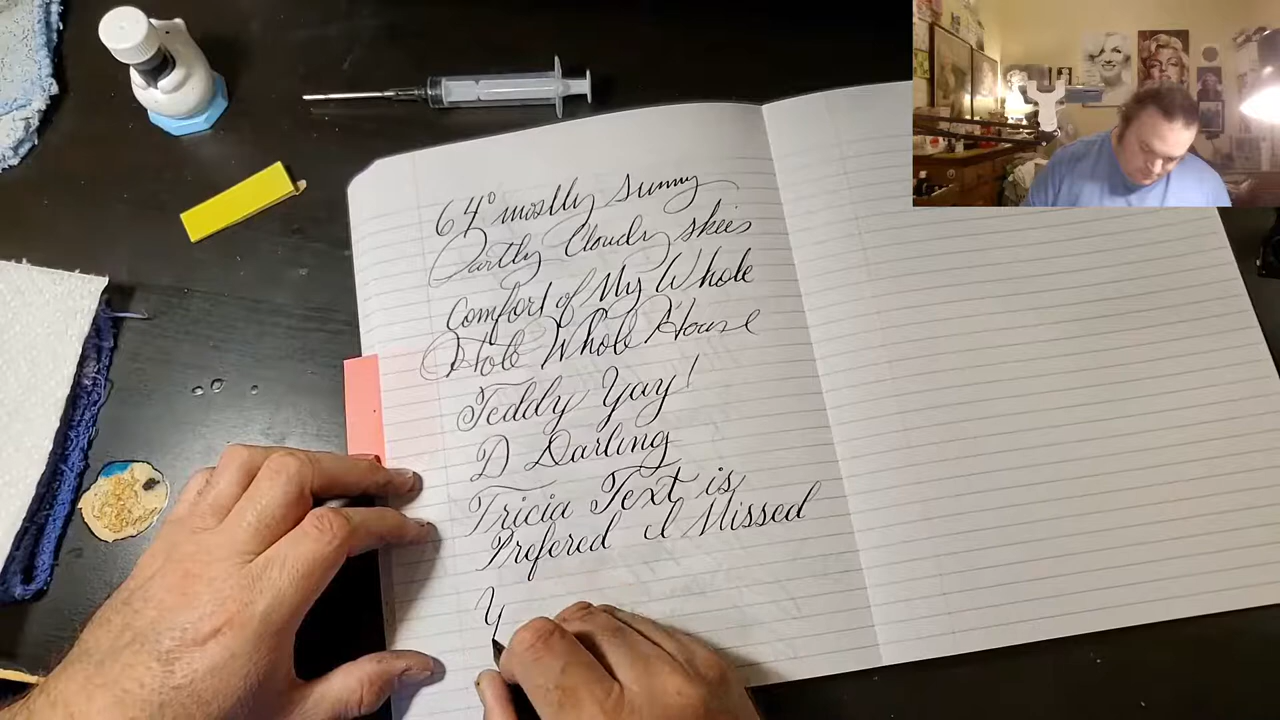 64° mostly sunny
Partly Cloudy skies
Comfort of My Whole
Hole Whole House
Teddy Yay!
D Darling
Tricia Text is
Prefered I Missed
Y